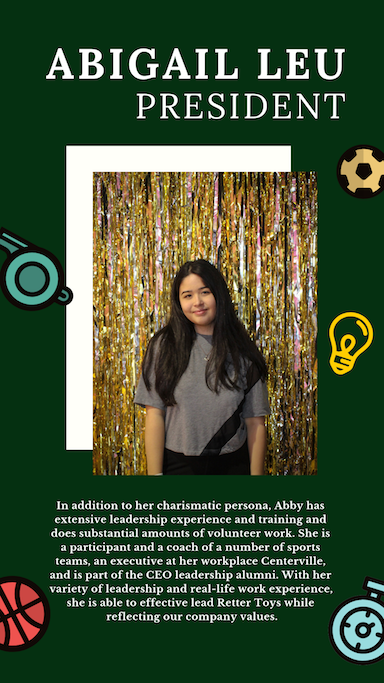 ABIGAIL LEU
PRESIDENT
In addition to her charismatic persona, Abby has
extensive leadership experience and training and
does substantial amounts of volunteer work. She is
a participant and a coach of a number of sports
teams, an executive at her workplace Centerville,
and is part of the CEO leadership alumni. With her
variety of leadership and real-life work experience,
she is able to effective lead Retter Toys while
reflecting our company values.